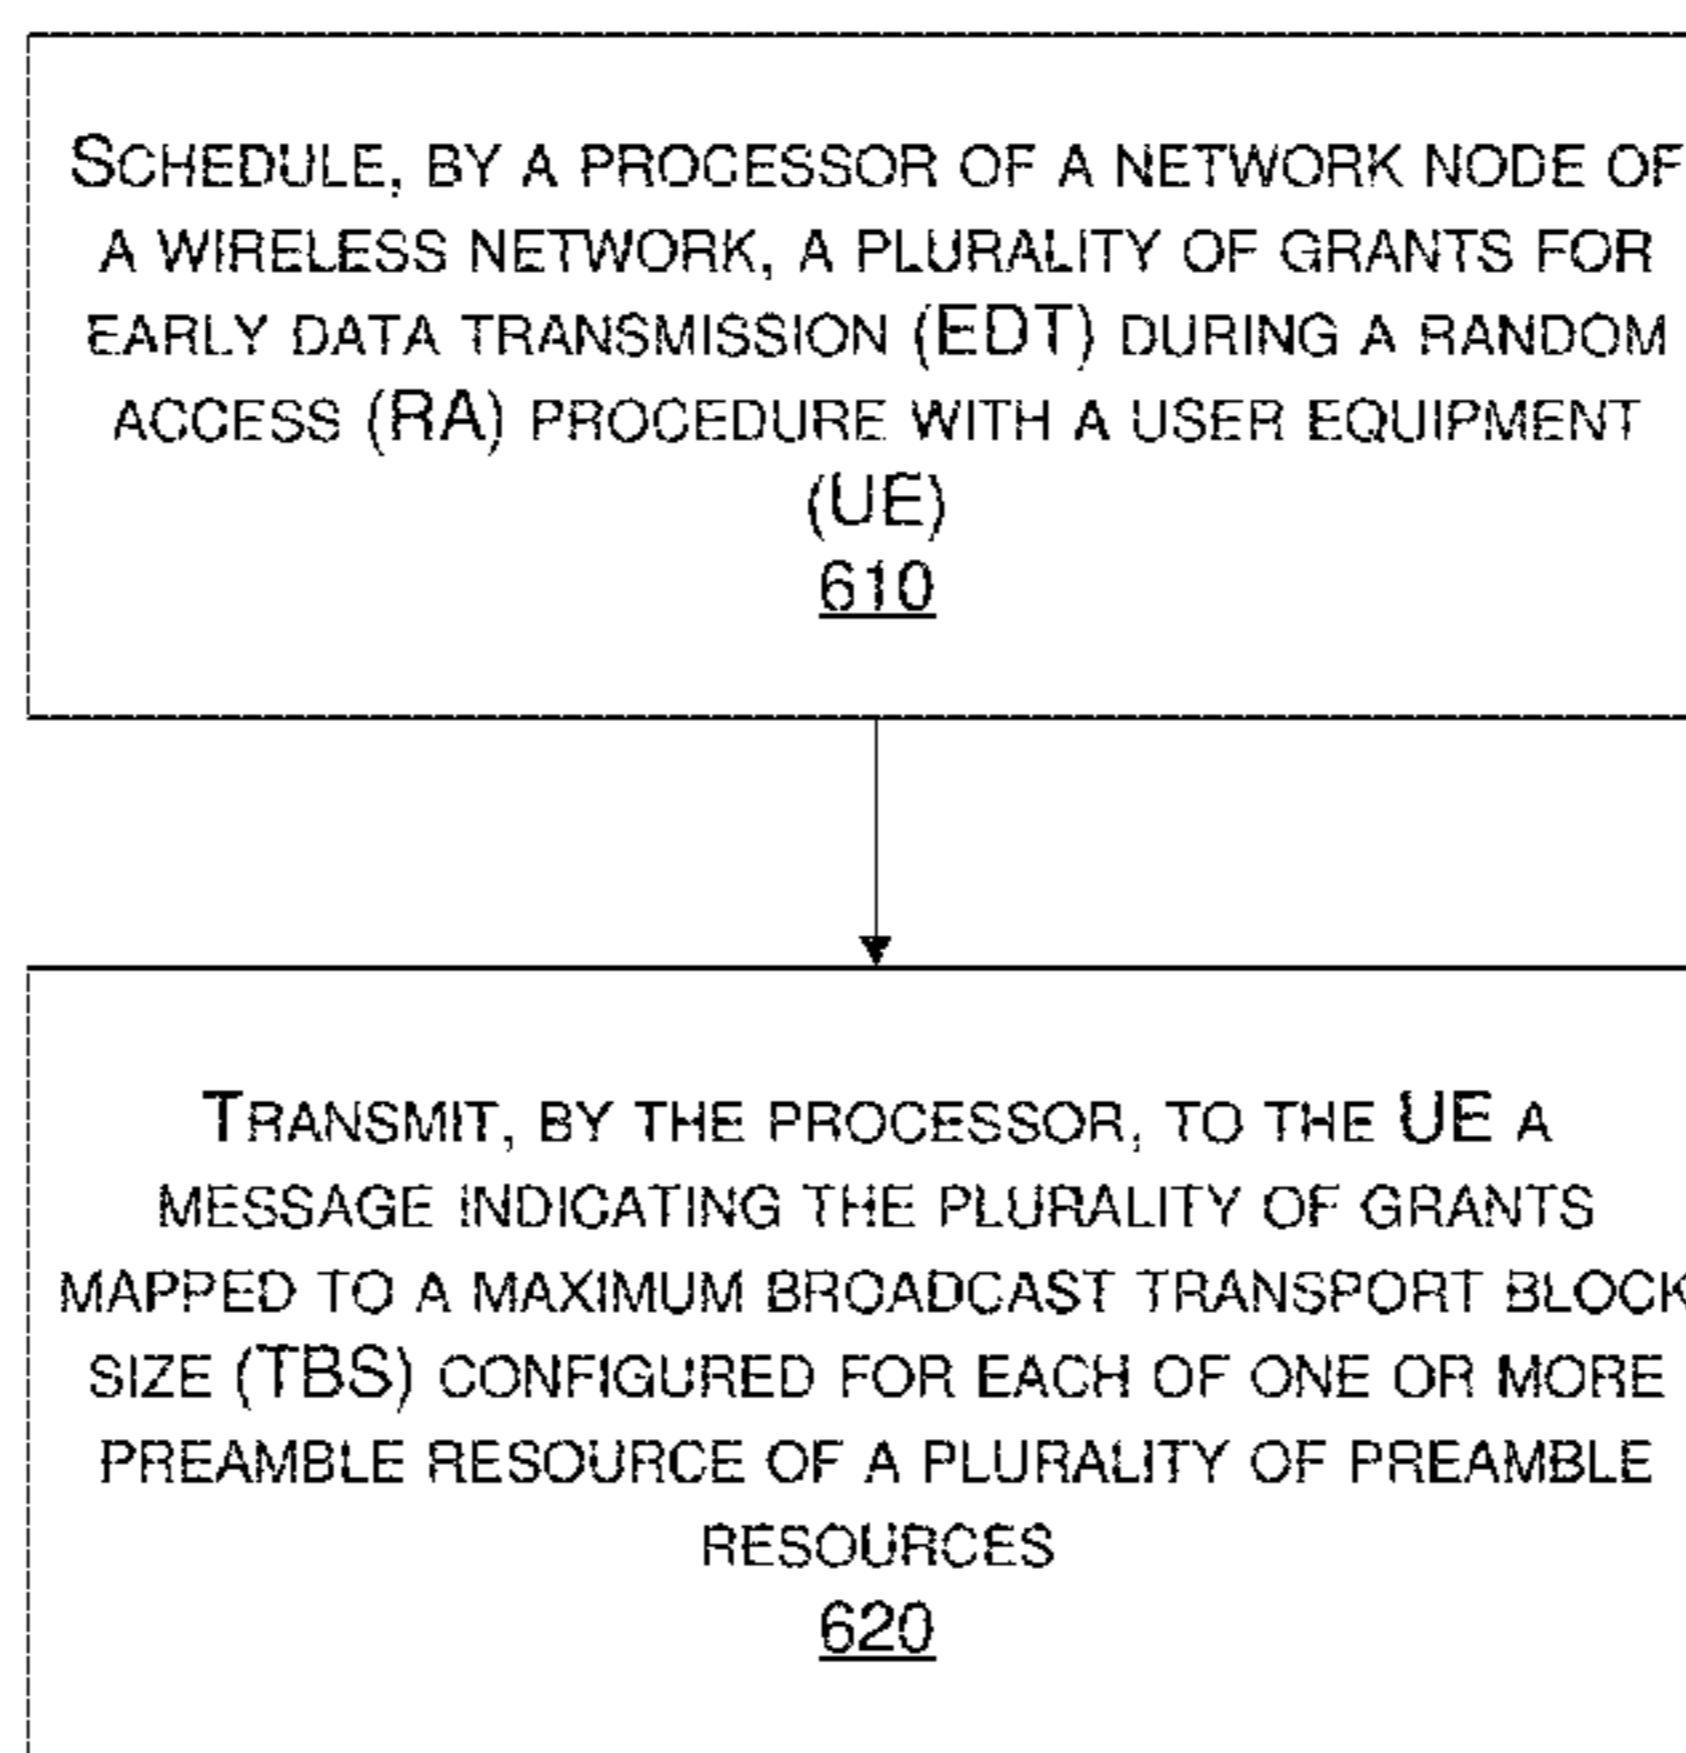 SCHEDULE, BY A PROCESSOR OF A NETWORK NODE OF
A WIRELESS NETWORK, A PLURALITY OF GRANTS FOR
EARLY DATA TRANSMISSION (EDT) DURING A RANDOM
ACCESS (RA) PROCEDURE WITH A USER EQUIPMENT
(UE)
610
TRANSMIT, BY THE PROCESSOR, TO THE UE A
MESSAGE INDICATING THE PLURALITY OF GRANTS
MAPPED TO A MAXIMUM BROADCAST TRANSPORT BLOCK
SIZE (TBS) CONFIGURED FOR EACH OF ONE OR MORE
PREAMBLE RESOURCE OF A PLURALITY OF PREAMBLE
RESOURCES
620